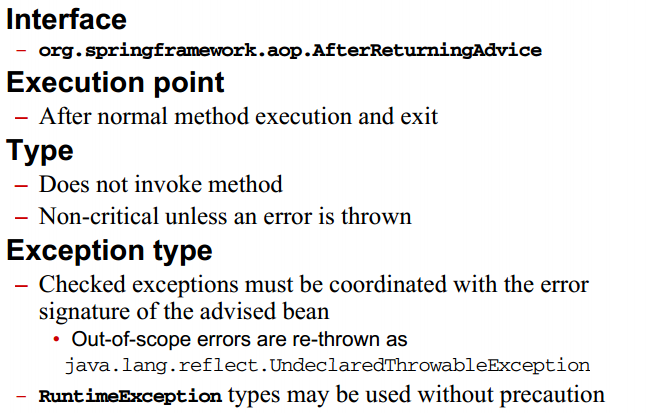 Interface
– org.springframework.aop.AfterReturningAdvice
Execution point
– After normal method execution and exit
Type
– Does not invoke method
– Non-critical unless an error is thrown
Exception type
– Checked exceptions must be coordinated with the error
signature of the advised bean
• Out-of-scope errors are re-thrown as
java.lang.reflect.UndeclaredThrowableException
– RuntimeException types may be used without precaution